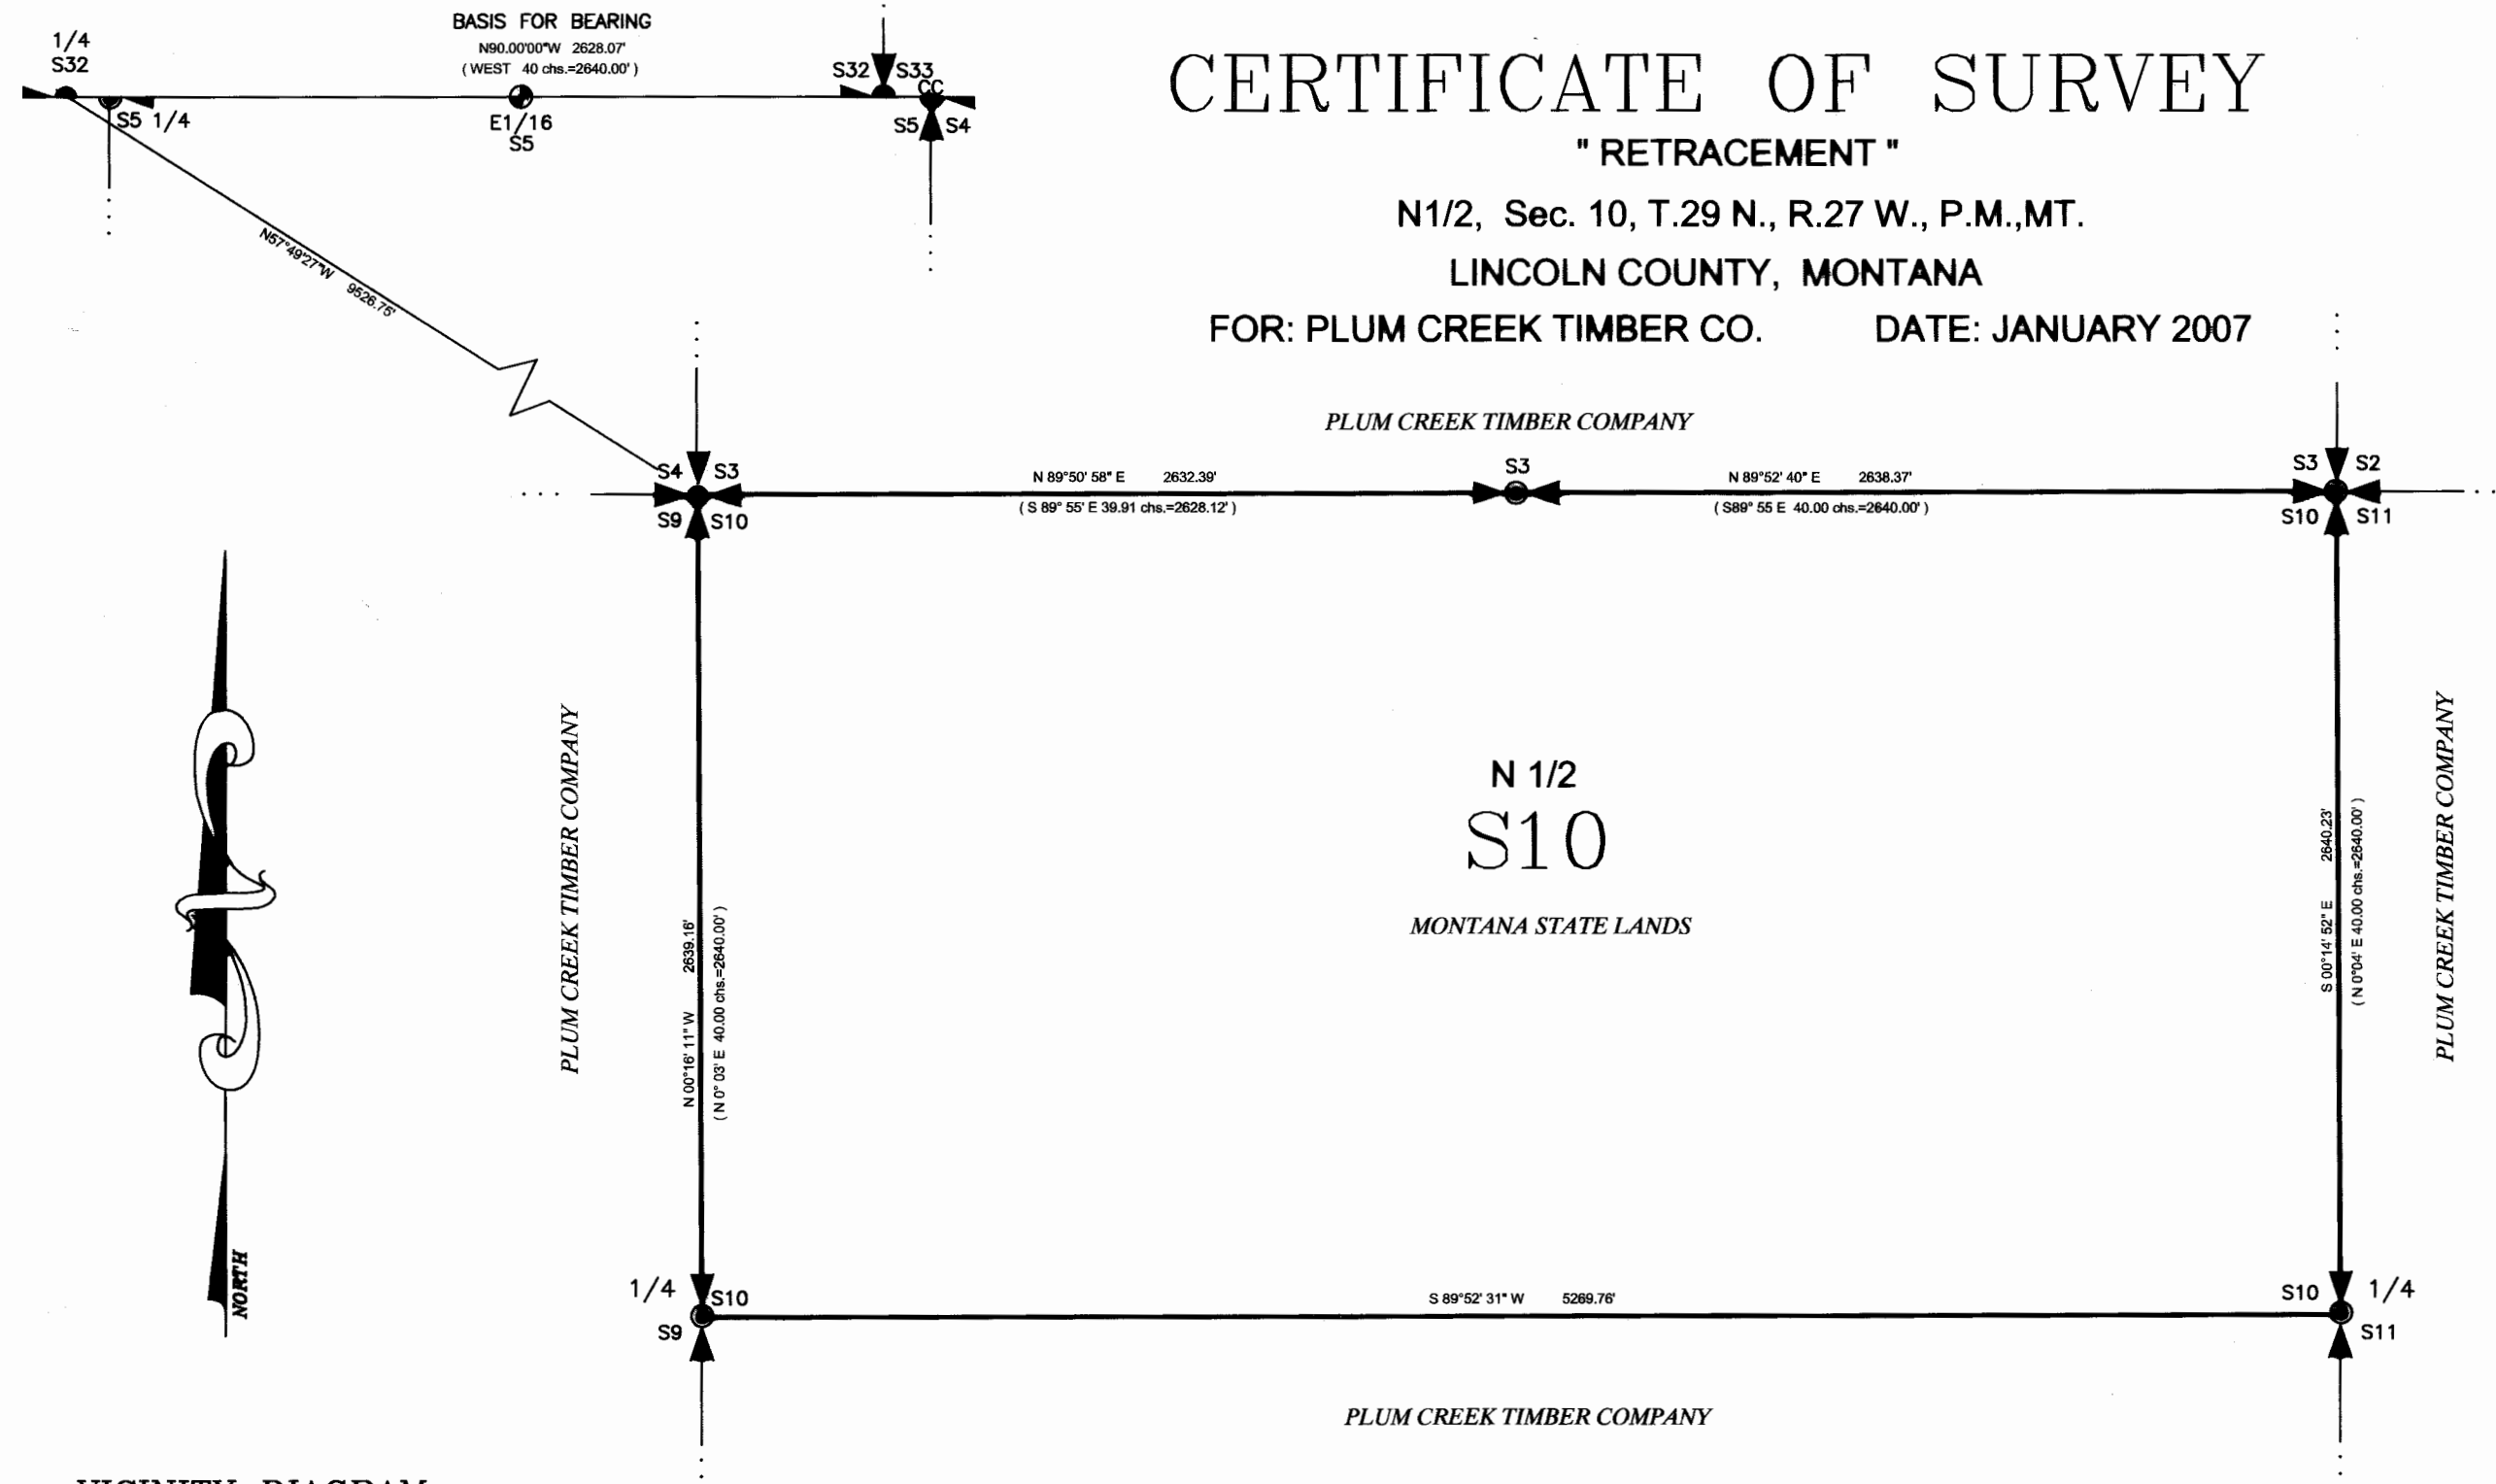 BASIS FOR BEARING
N90.00'00"W 2628.07'
( WEST 40 chs.=2640.00' )
1/4
S32
S5 1/4
E1/16
S5
S32 S33
CC
S5 S4
N57°49'27"W 9526.75'
CERTIFICATE OF SURVEY
" RETRACEMENT "
N1/2, Sec. 10, T.29 N., R.27 W., P.M.,MT.
LINCOLN COUNTY, MONTANA
FOR: PLUM CREEK TIMBER CO. DATE: JANUARY 2007
PLUM CREEK TIMBER COMPANY
S4 S3
S9 S10
N 89°50' 58" E 2632.39'
( S 89° 55' E 39.91 chs.=2628.12' )
S3
N 89°52' 40" E 2638.37'
( S89° 55 E 40.00 chs.=2640.00' )
S3 S2
S10 S11
PLUM CREEK TIMBER COMPANY
N 00°16' 11" W 2639.16'
( N 0° 03' E 40.00 chs.=2640.00' )
N 1/2
S10
MONTANA STATE LANDS
S 00°14' 52" E 2640.23'
( N 0°04' E 40.00 chs.=2640.00' )
PLUM CREEK TIMBER COMPANY
NORTH
1/4 S10
S9
S 89°52' 31" W 5269.76'
S10 1/4
S11
PLUM CREEK TIMBER COMPANY
VICINITY DIAGRAM